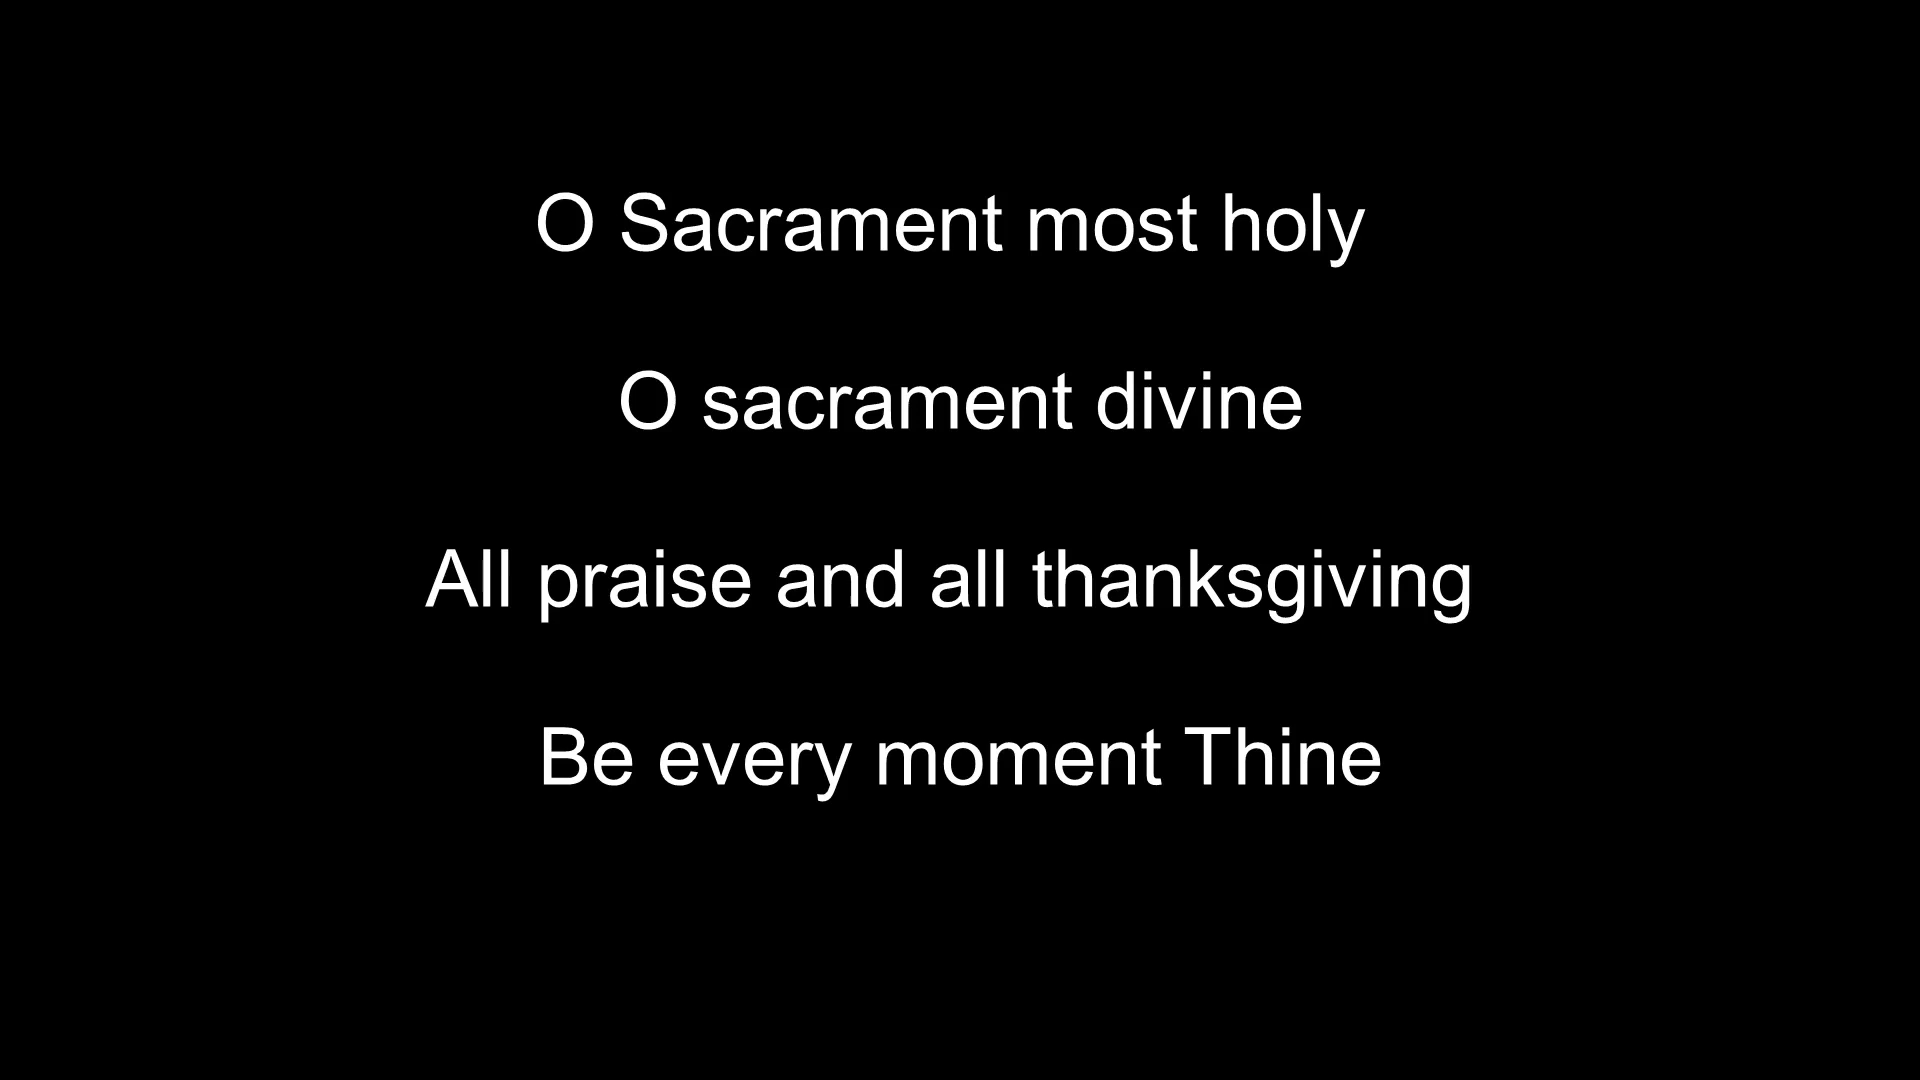 O Sacrament most holy
O sacrament divine
All praise and all thanksgiving
Be every moment Thine